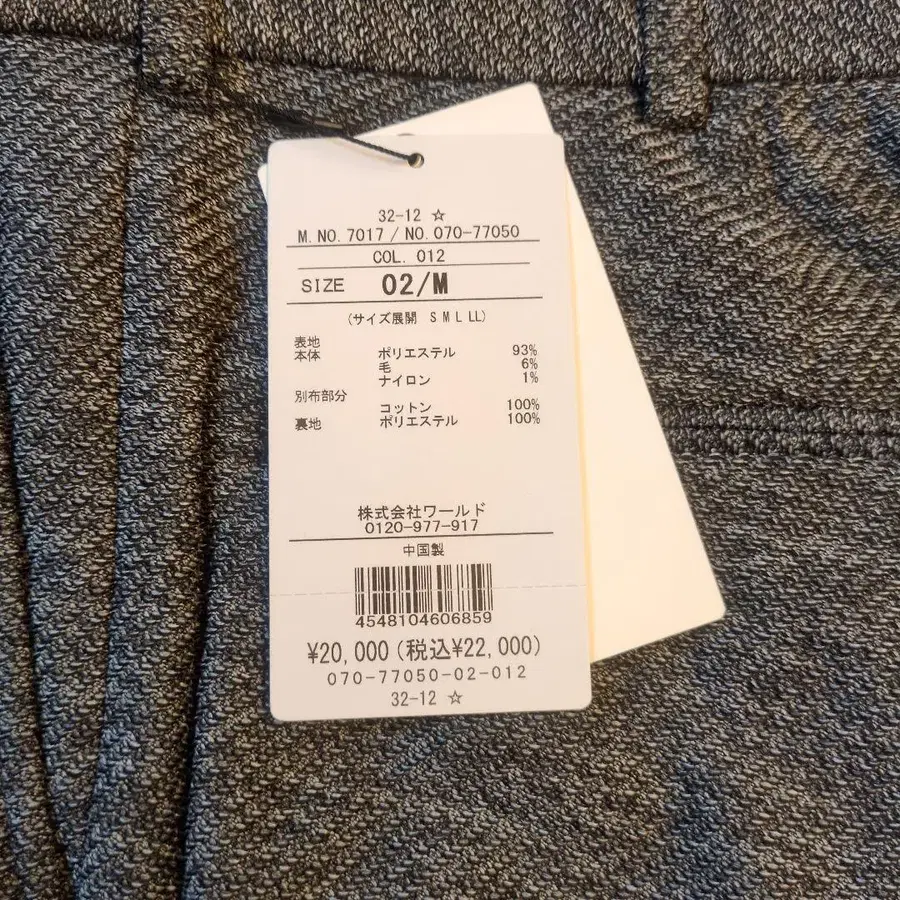 32-12 ☆
M.NO.7017 / NO.070-77050
COL. 012
SIZE 02/M
(サイズ展開 S M L LL)
表地
本体 ポリエステル 93%
毛 6%
ナイロン 1%
別布部分
コットン 100%
裏地 ポリエステル 100%
株式会社ワールド
0120-977-917
中国製
4548104606859
¥20,000 (税込¥22,000)
070-77050-02-012
32-12 ☆